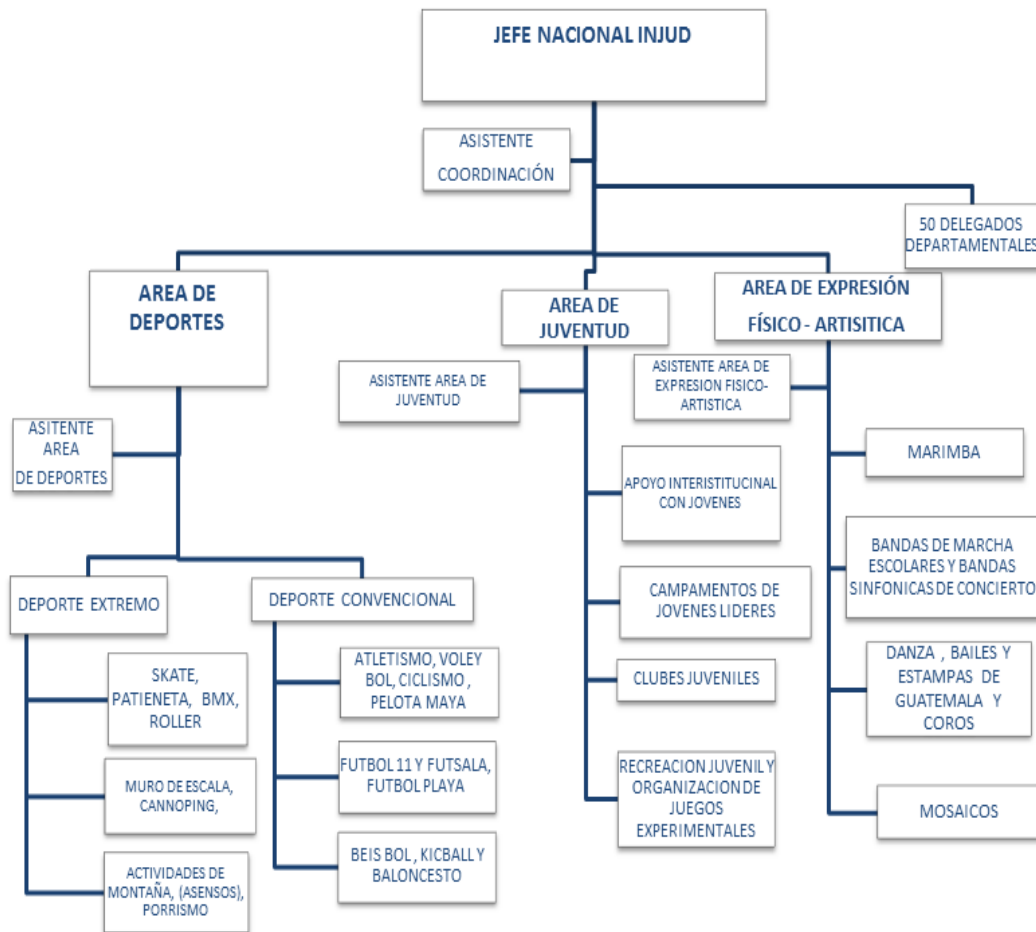 JEFE NACIONAL INJUD
ASISTENTE
COORDINACIÓN
50 DELEGADOS
DEPARTAMENTALES
AREA DE
DEPORTES
AREA DE
JUVENTUD
AREA DE EXPRESIÓN
FÍSICO - ARTISITICA
ASITENTE
AREA
DE DEPORTES
ASISTENTE AREA DE
JUVENTUD
ASISTENTE AREA DE
EXPRESION FISICO-
ARTISTICA
DEPORTE EXTREMO
DEPORTE CONVENCIONAL
SKATE,
PATIENETA, BMX,
ROLLER
MURO DE ESCALA,
CANNOPING,
ACTIVIDADES DE
MONTAÑA, (ASENSOS),
PORRISMO
ATLETISMO, VOLEY
BOL, CICLISMO ,
PELOTA MAYA
FUTBOL 11 Y FUTSALA,
FUTBOL PLAYA
BEIS BOL , KICBALL Y
BALONCESTO
APOYO INTERISTITUCINAL
CON JOVENES
CAMPAMENTOS DE
JOVENES LIDERES
CLUBES JUVENILES
RECREACION JUVENIL Y
ORGANIZACION DE
JUEGOS
EXPERIMENTALES
MARIMBA
BANDAS DE MARCHA
ESCOLARES Y BANDAS
SINFONICAS DE CONCIERTO
DANZA , BAILES Y
ESTAMPAS DE
GUATEMALA Y
COROS
MOSAICOS